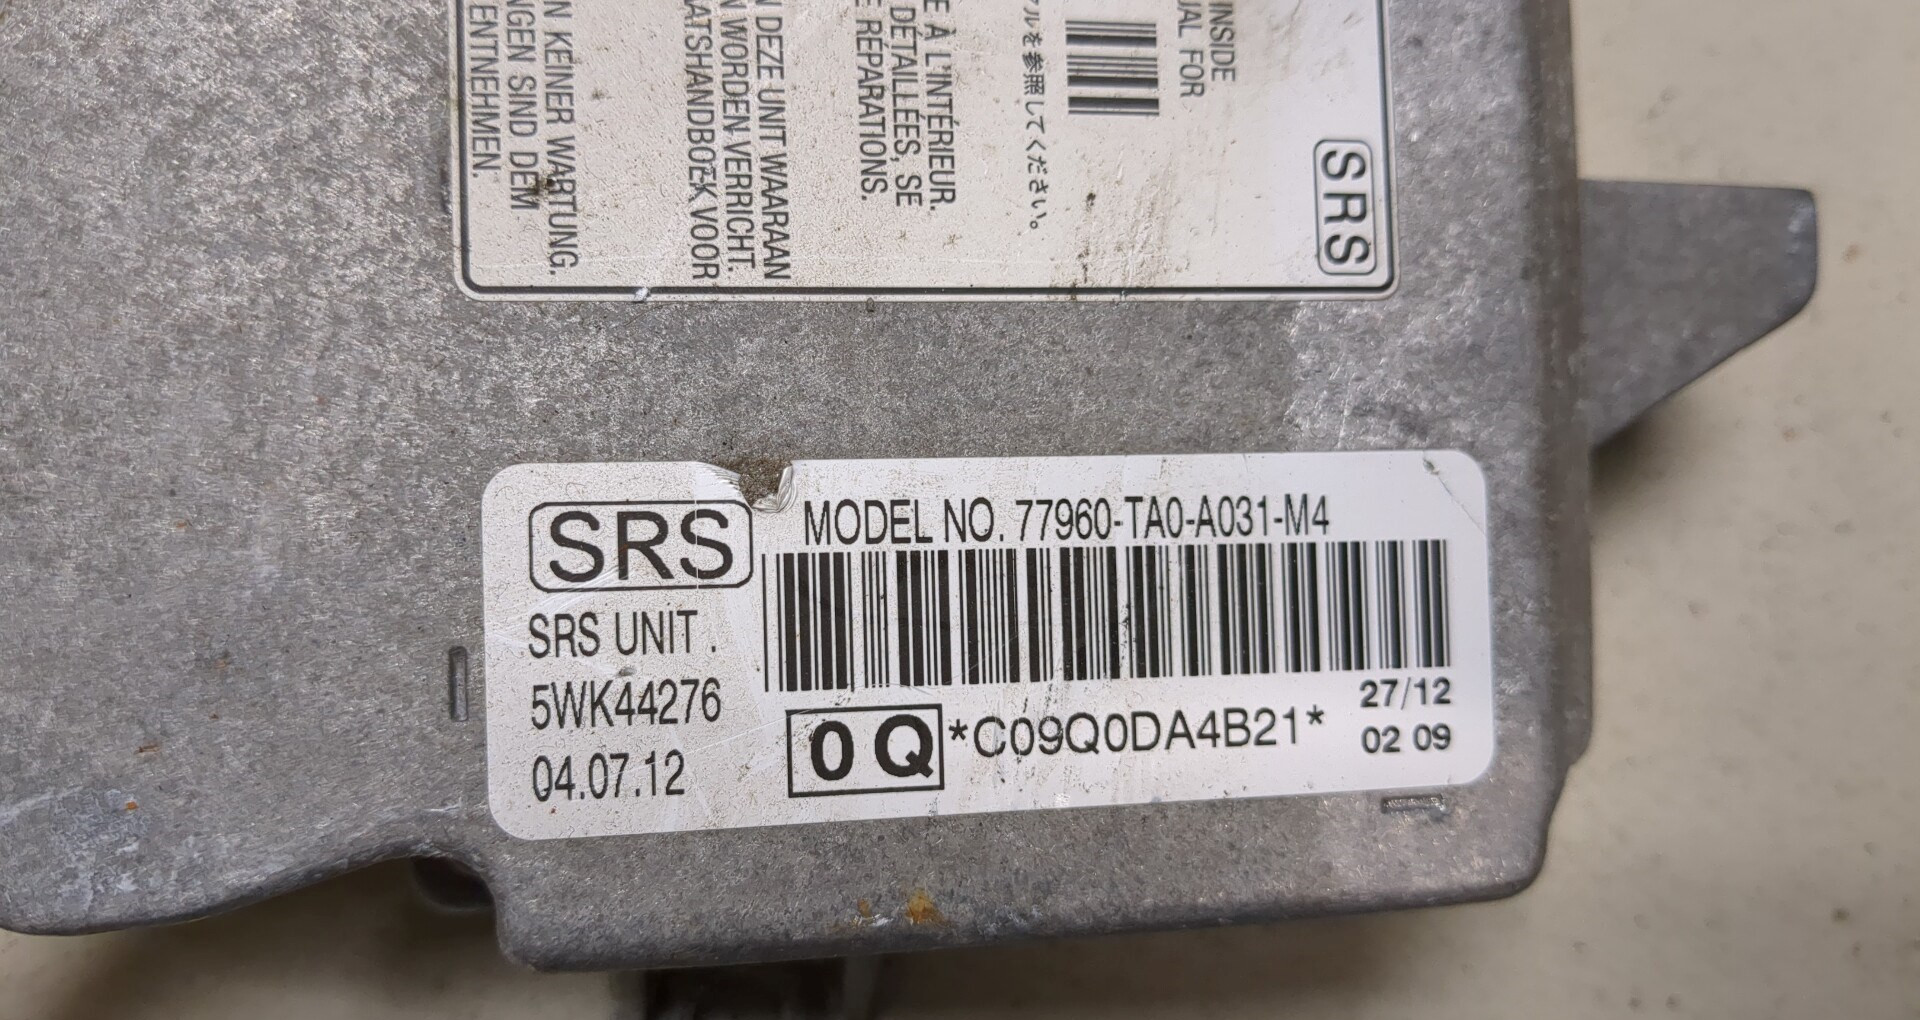 INSIDE
UAL FOR
SRS
アルを参照してください。
E À L'INTÉRIEUR.
DÉTAILLÉES, SE
RÉPARATIONS.
DEZE UNIT WAARAAN
N WORDEN VERRICHT.
AATSHANDBOEK VOOR
N KEINER WARTUNG.
NGEN SIND DEM
ENTNEHMEN.
SRS
MODEL NO. 77960-TA0-A031-M4
SRS UNIT .
5WK44276
04.07.12
0 Q
*C09Q0DA4B21*
27/12
02 09